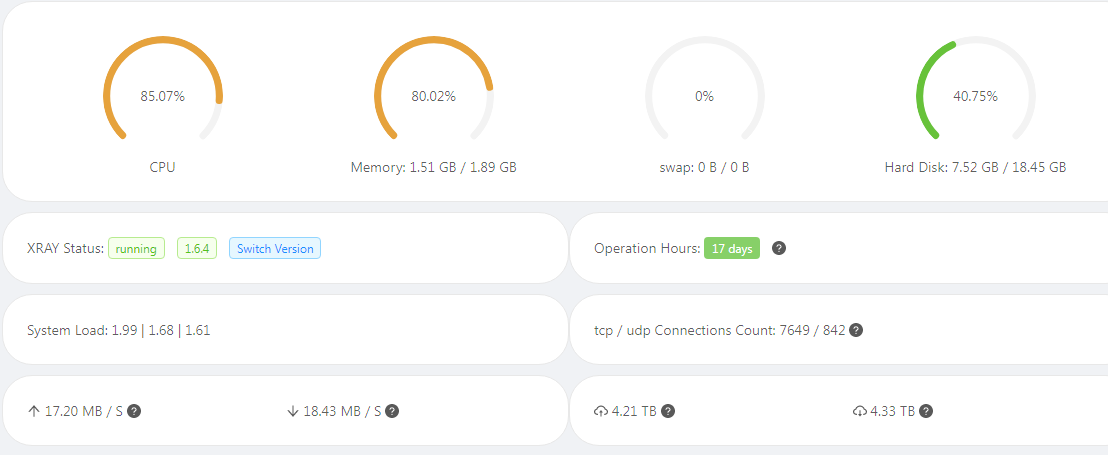 85.07%
80.02%
0%
40.75%
CPU
Memory: 1.51 GB / 1.89 GB
swap: 0 B / 0 B
Hard Disk: 7.52 GB / 18.45 GB
XRAY Status: running 1.6.4 Switch Version
Operation Hours: 17 days ?
System Load: 1.99 | 1.68 | 1.61
tcp / udp Connections Count: 7649 / 842 ?
17.20 MB / S ?
18.43 MB / S ?
4.21 TB ?
4.33 TB ?